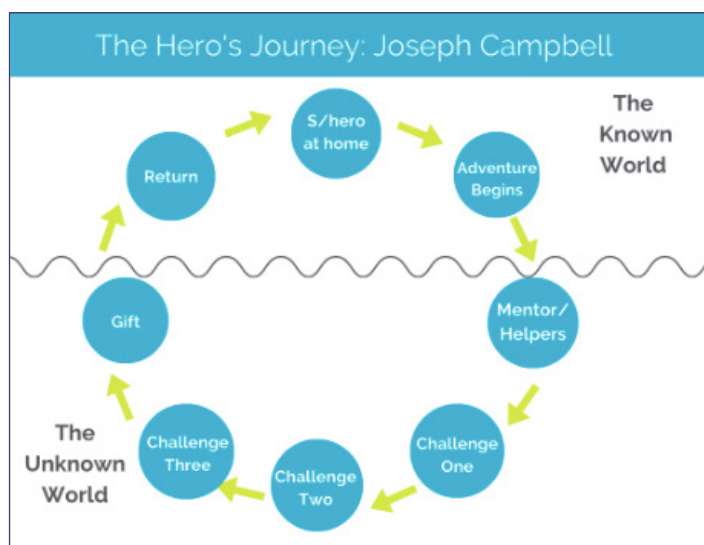 The Hero's Journey: Joseph Campbell
S/hero
at home
The
Known
World
Adventure
Begins
Return
Mentor/
Helpers
Gift
Challenge
One
Challenge
Two
Challenge
Three
The
Unknown
World